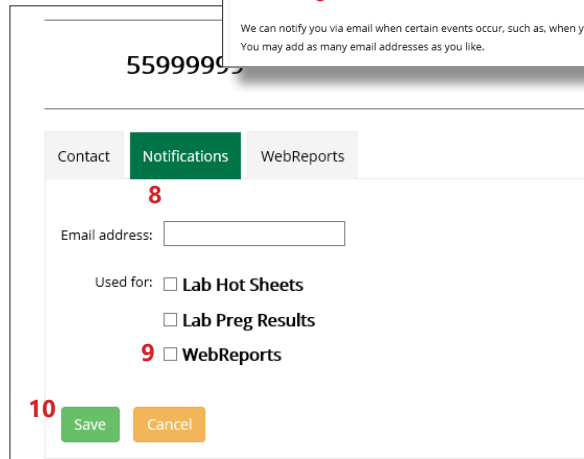 We can notify you via email when certain events occur, such as, when
You may add as many email addresses as you like.
55999999
Contact Notifications WebReports
8
Email address:
Used for: Lab Hot Sheets
Lab Preg Results
9 WebReports
10
Save Cancel